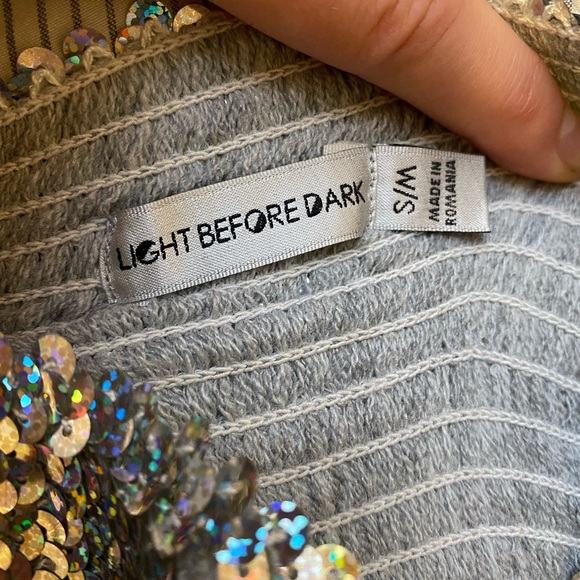 LIGHT BEFORE DARK
W/S
MADE IN
ROMANIA